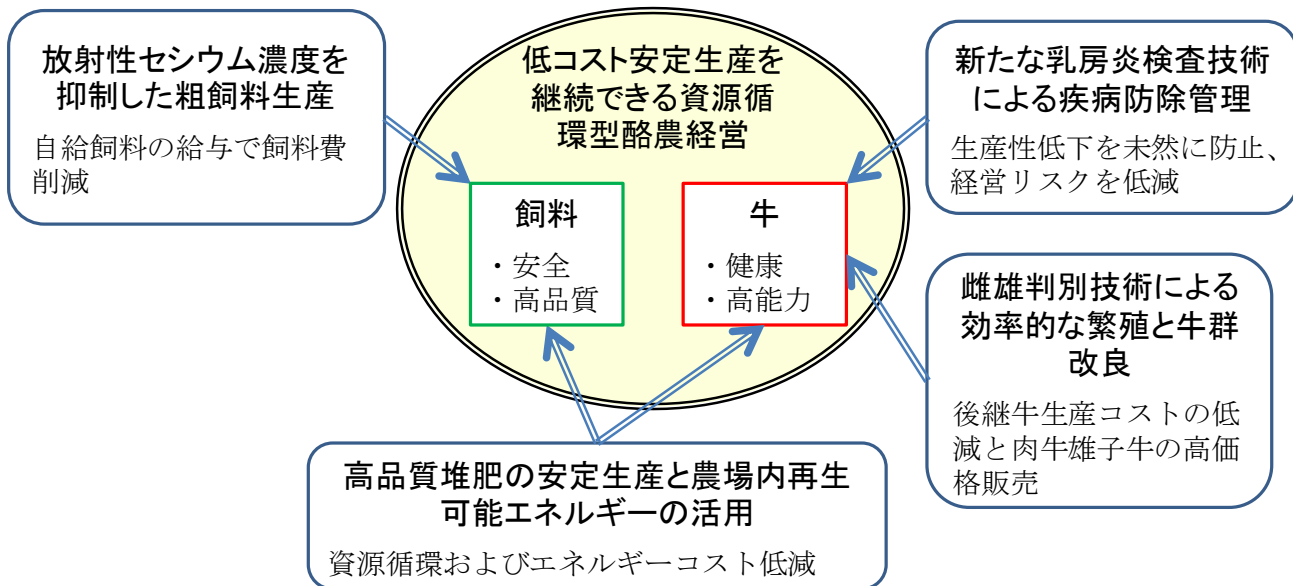 放射性セシウム濃度を
抑制した粗飼料生産
自給飼料の給与で飼料費
削減
低コスト安定生産を
継続できる資源循
環型酪農経営
飼料
・安全
・高品質
牛
・健康
・高能力
新たな乳房炎検査技術
による疾病防除管理
生産性低下を未然に防止、
経営リスクを低減
雌雄判別技術による
効率的な繁殖と牛群
改良
後継牛生産コストの低
減と肉牛雄子牛の高価
格販売
高品質堆肥の安定生産と農場内再生
可能エネルギーの活用
資源循環およびエネルギーコスト低減